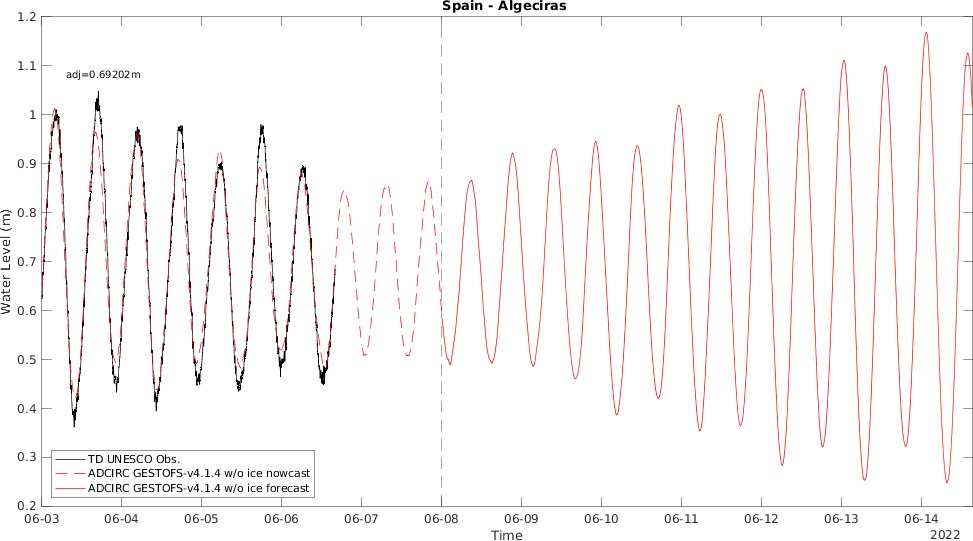 Spain - Algeciras
1.2
1.1
1
0.9
0.8
0.7
0.6
0.5
0.4
0.3
0.2
Water Level (m)
adj=0.69202m
TD UNESCO Obs.
ADCIRC GESTOFS-v4.1.4 w/o ice nowcast
ADCIRC GESTOFS-v4.1.4 w/o ice forecast
06-03 06-04 06-05 06-06 06-07 06-08 06-09 06-10 06-11 06-12 06-13 06-14
Time
2022